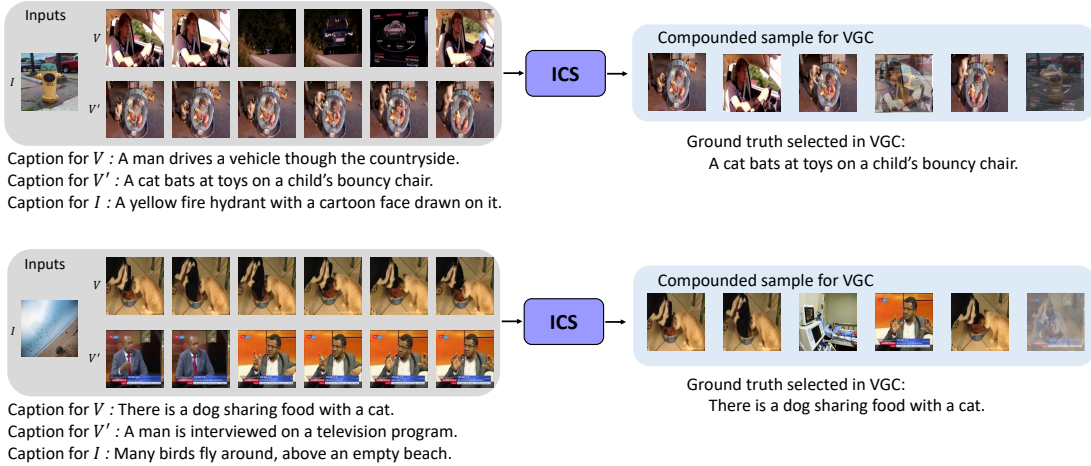 Inputs
V
I
V′
ICS
Compounded sample for VGC
Ground truth selected in VGC:
A cat bats at toys on a child's bouncy chair.
Caption for V : A man drives a vehicle though the countryside.
Caption for V′ : A cat bats at toys on a child's bouncy chair.
Caption for I : A yellow fire hydrant with a cartoon face drawn on it.
Inputs
V
I
V′
ICS
Compounded sample for VGC
Ground truth selected in VGC:
There is a dog sharing food with a cat.
Caption for V : There is a dog sharing food with a cat.
Caption for V′ : A man is interviewed on a television program.
Caption for I : Many birds fly around, above an empty beach.